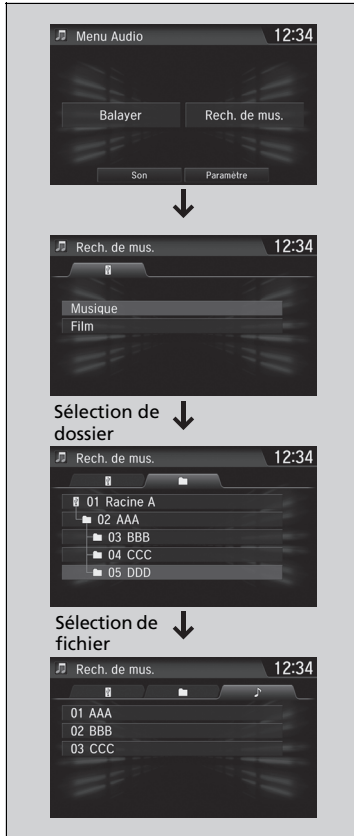 Menu Audio 12:34
Balayer Rech. de mus.
Son Paramètre
Rech. de mus. 12:34
Musique
Film
Sélection de
dossier
Rech. de mus. 12:34
01 Racine A
02 AAA
03 BBB
04 CCC
05 DDD
Sélection de
fichier
Rech. de mus. 12:34
01 AAA
02 BBB
03 CCC